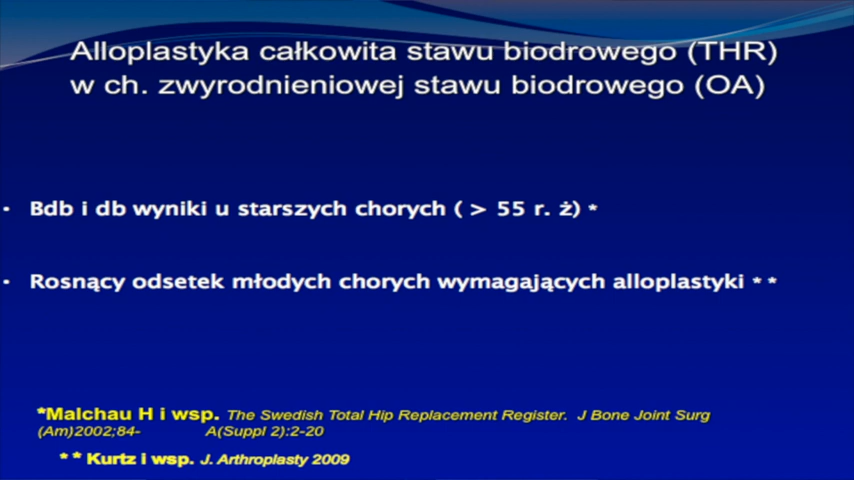 Alloplastyka całkowita stawu biodrowego (THR)
w ch. zwyrodnieniowej stawu biodrowego (OA)
• Bdb i db wyniki u starszych chorych ( > 55 r. ż) *
• Rosnący odsetek młodych chorych wymagających alloplastyki * *
*Malchau H i wsp. The Swedish Total Hip Replacement Register. J Bone Joint Surg
(Am)2002;84- A(Suppl 2):2-20
* * Kurtz i wsp. J. Arthroplasty 2009